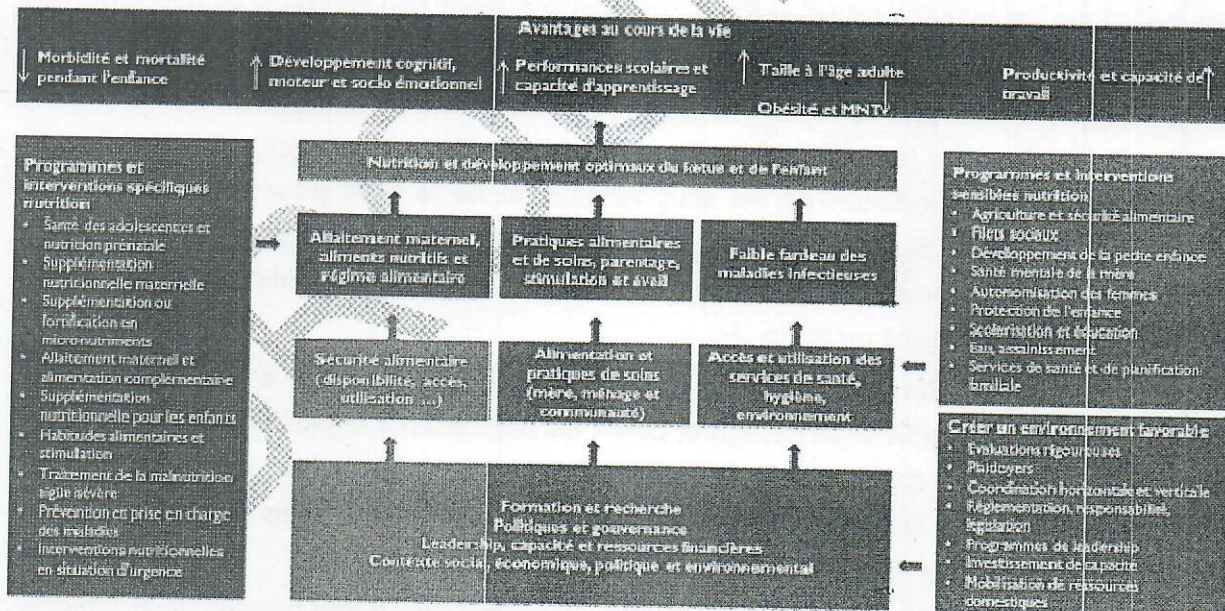 Avantages au cours de la vie
Morbidité et mortalité
pendant l'enfance
Développement cognitif,
moteur et socio émotionnel
Performances scolaires et
capacité d'apprentissage
Taille à l'âge adulte
Obésité et MNT
Productivité et capacité de
travail
Nutrition et développement optimaux du fœtus et de l'enfant
Programmes et
interventions spécifiques
nutrition
• Santé des adolescentes et
nutrition prénatale
• Supplémentation
nutritionnelle maternelle
• Supplémentation ou
fortification en
micronutriments
• Allaitement maternel et
alimentation complémentaire
• Supplémentation
nutritionnelle pour les enfants
• Habitudes alimentaires et
stimulation
• Traitement de la malnutrition
aigüe sévère
• Prévention et prise en charge
des maladies
• Interventions nutritionnelles
en situation d'urgence
Allaitement maternel,
aliments nutritifs et
régime alimentaire
Pratiques alimentaires
et de soins, parentage,
stimulation et éveil
Faible fardeau des
maladies infectieuses
Sécurité alimentaire
(disponibilité, accès,
utilisation ...)
Alimentation et
pratiques de soins
(mère, ménage et
communauté)
Accès et utilisation des
services de santé,
hygiène,
environnement
Formation et recherche
Politiques et gouvernance
Leadership, capacité et ressources financières
Contexte social, économique, politique et environnemental
Programmes et interventions
sensibles nutrition
• Agriculture et sécurité alimentaire
• Filets sociaux
• Développement de la petite enfance
• Santé mentale de la mère
• Autonomisation des femmes
• Protection de l'enfance
• Scolarisation et éducation
• Eau, assainissement
• Services de santé et de planification
familiale
Créer un environnement favorable
• Evaluations rigoureuses
• Plaidoyers
• Coordination horizontale et verticale
• Réglementation, responsabiliel,
législation
• Programmes de leadership
• Investissement de capacité
• Mobilisation de ressources
domestiques